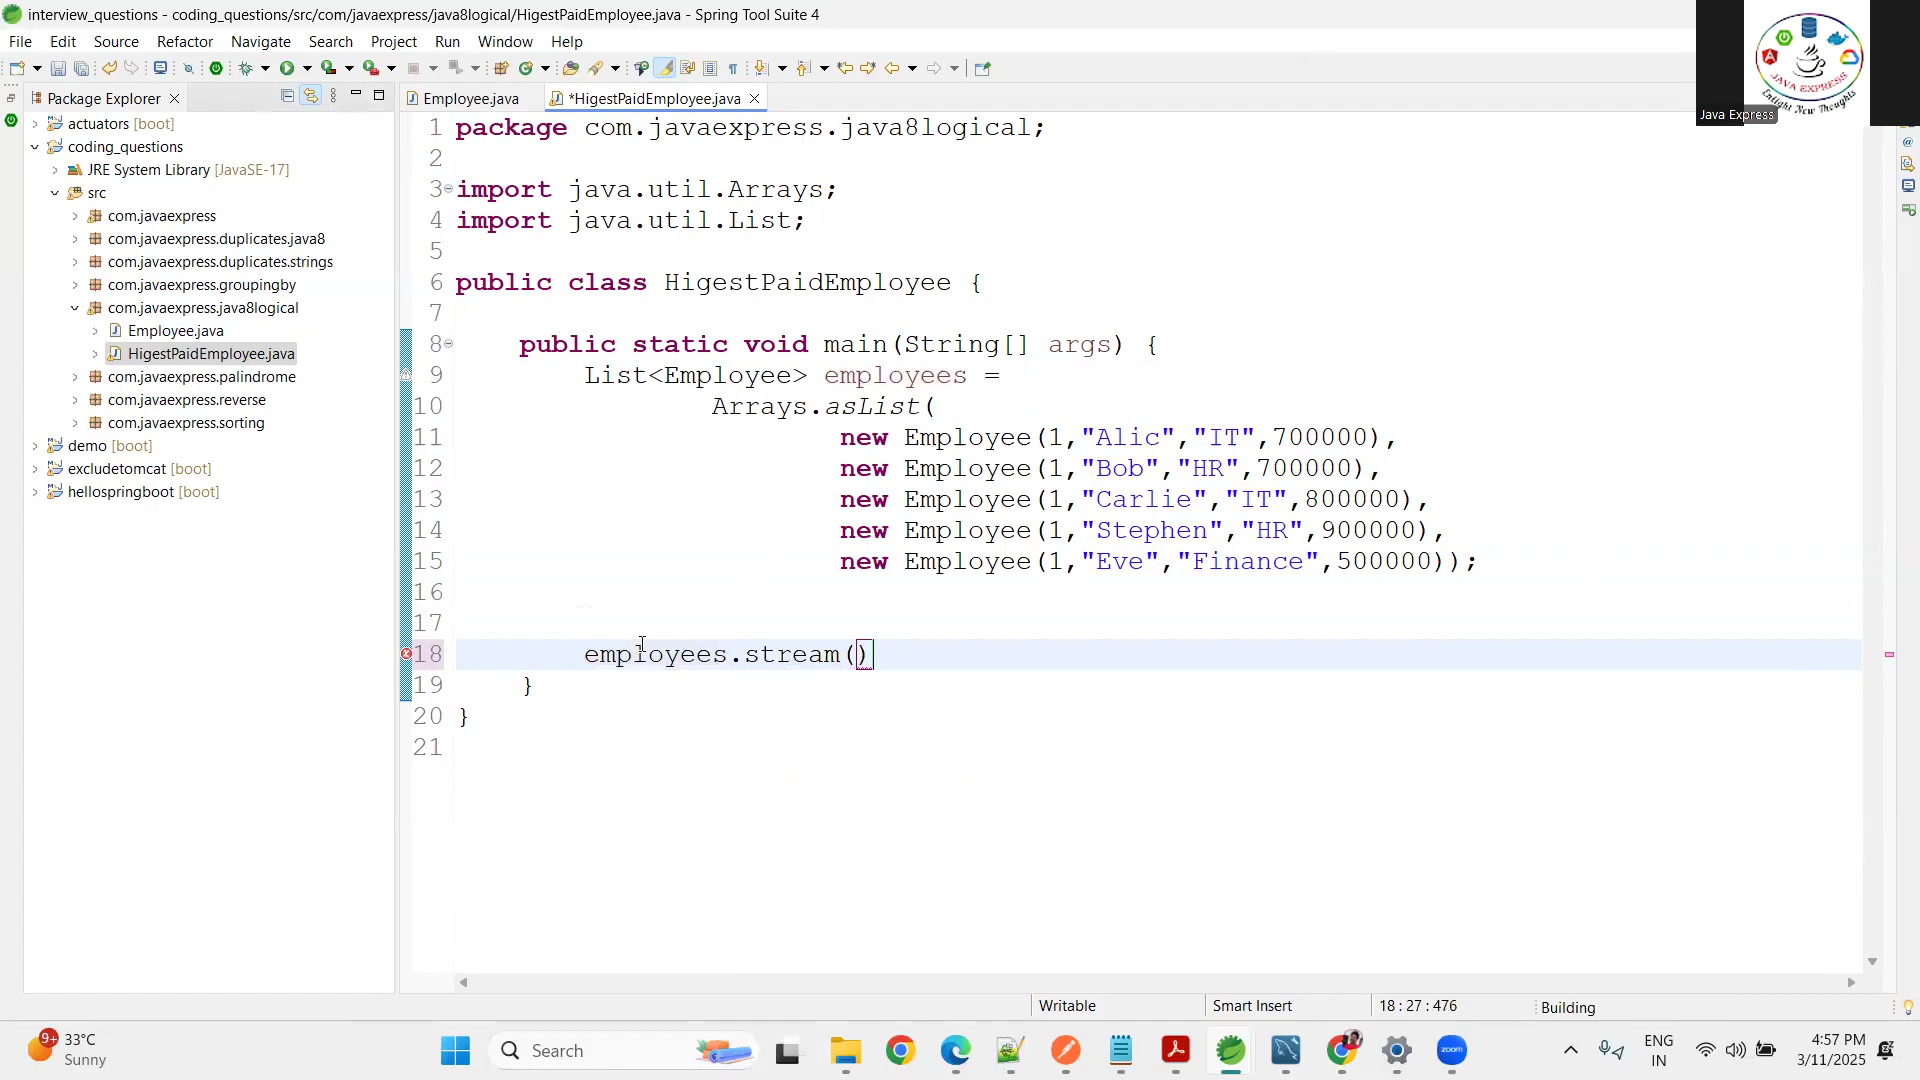 interview_questions - coding_questions/src/com/javaexpress/java8logical/HigestPaidEmployee.java - Spring Tool Suite 4
File Edit Source Refactor Navigate Search Project Run Window Help
JAVA EXPRESS
Enlight New Thoughts
Java Express
Package Explorer
actuators [boot]
coding_questions
JRE System Library [JavaSE-17]
src
com.javaexpress
com.javaexpress.duplicates.java8
com.javaexpress.duplicates.strings
com.javaexpress.groupingby
com.javaexpress.java8logical
Employee.java
HigestPaidEmployee.java
com.javaexpress.palindrome
com.javaexpress.reverse
com.javaexpress.sorting
demo [boot]
excludetomcat [boot]
hellospringboot [boot]
Employee.java *HigestPaidEmployee.java
1 package com.javaexpress.java8logical;
2
3 import java.util.Arrays;
4 import java.util.List;
5
6 public class HigestPaidEmployee {
7
8 public static void main(String[] args) {
9 List<Employee> employees =
10 Arrays.asList(
11 new Employee(1,"Alic","IT",700000),
12 new Employee(1,"Bob","HR",700000),
13 new Employee(1,"Carlie","IT",800000),
14 new Employee(1,"Stephen","HR",900000),
15 new Employee(1,"Eve","Finance",500000));
16
17
18 employees.stream()
19 }
20 }
21
Writable Smart Insert 18 : 27 : 476 Building
9+ 33°C
Sunny
Search
zoom
ENG
IN
4:57 PM
3/11/2025